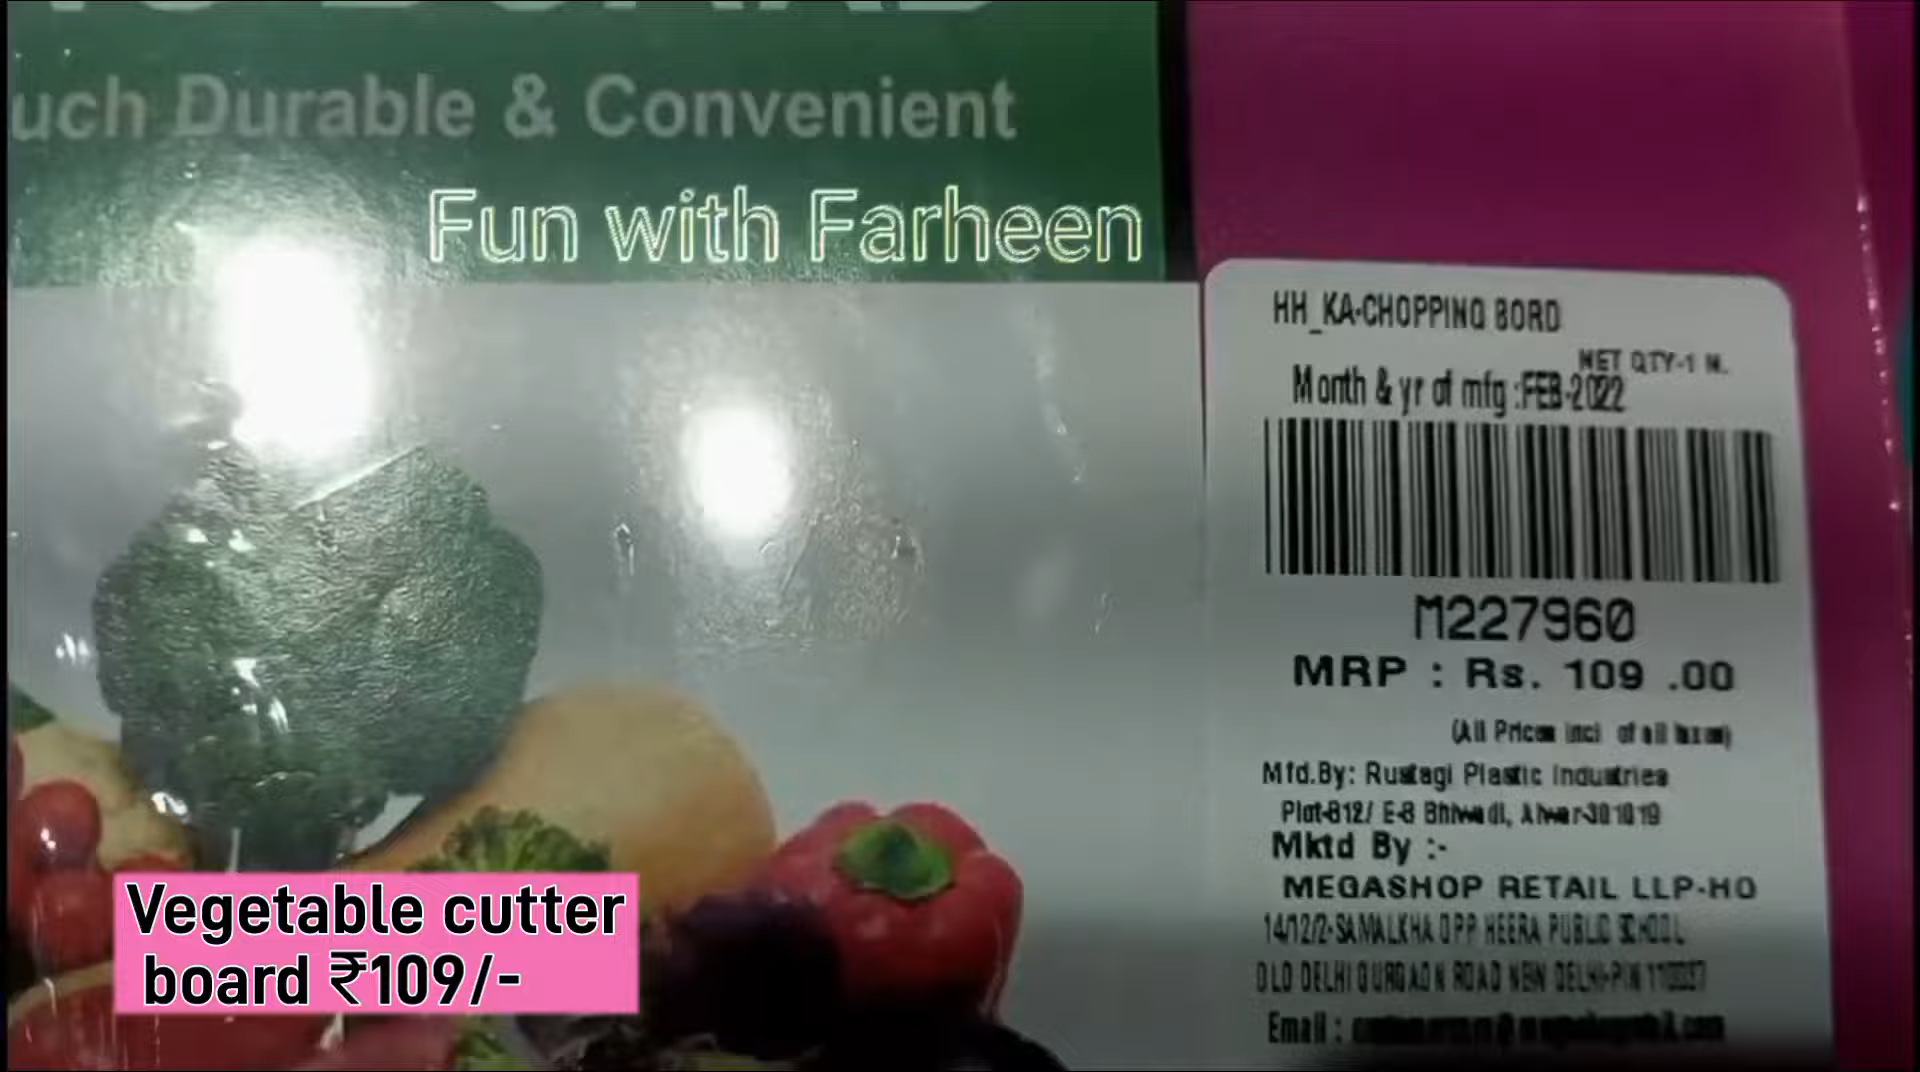 uch Durable & Convenient
Fun with Farheen
HH_KA-CHOPPING BORD
NET QTY-1 N.
Month & yr of mfg :FEB-2022
M227960
MRP : Rs. 109 .00
(All Prices incl of all taxes)
Mfd.By: Rustagi Plastic Industries
Plot-B12/ E-8 Bhiwadi, Alwar-301019
Mktd By :-
MEGASHOP RETAIL LLP-HO
14/12/2-SAMALKHA OPP HEERA PUBLIC SCHOOL
OLD DELHI GURGAON ROAD NEW DELHI-PIN
Email :
Vegetable cutter
board ₹109/-